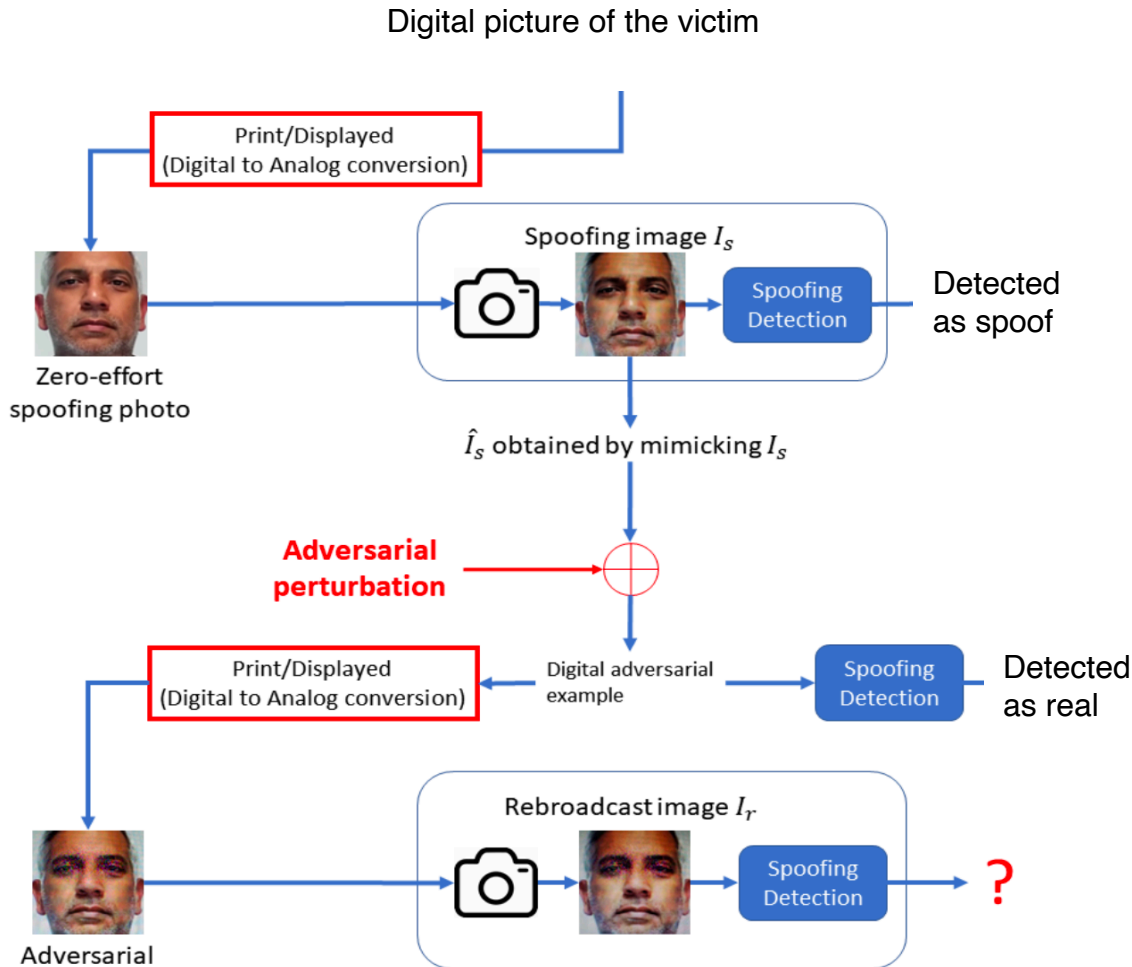 Digital picture of the victim
Print/Displayed
(Digital to Analog conversion)
Spoofing image I_s
Spoofing
Detection
Detected
as spoof
Zero-effort
spoofing photo
Î_s obtained by mimicking I_s
Adversarial
perturbation
Print/Displayed
(Digital to Analog conversion)
Digital adversarial
example
Spoofing
Detection
Detected
as real
Rebroadcast image I_r
Spoofing
Detection
?
Adversarial